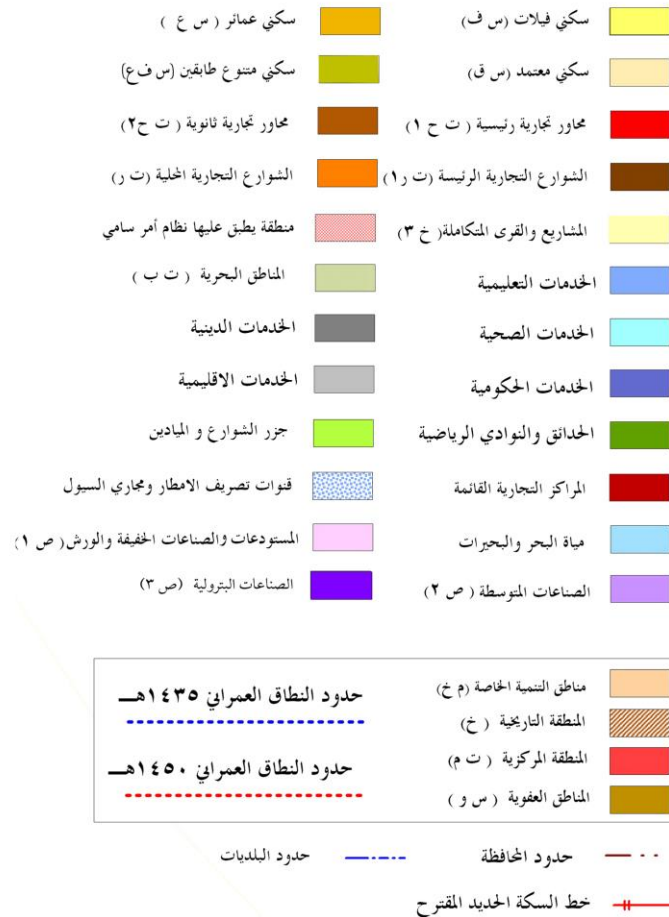 سكني فيلات (س ف)
سكني عمائر ( س ع )
سكني معتمد (س ق)
سكني متنوع طابقين (س ف ع)
محاور تجارية رئيسية ( ت ح ١)
محاور تجارية ثانوية ( ت ح٢)
الشوارع التجارية الرئيسة (ت ر١)
الشوارع التجارية المحلية (ت ر)
المشاريع والقرى المتكاملة( خ ٣)
منطقة يطبق عليها نظام أمر سامي
الخدمات التعليمية
المناطق البحرية ( ت ب )
الخدمات الصحية
الخدمات الدينية
الخدمات الحكومية
الخدمات الاقليمية
الحدائق والنوادي الرياضية
جزر الشوارع و الميادين
المراكز التجارية القائمة
قنوات تصريف الامطار ومجاري السيول
مياة البحر والبحيرات
المستودعات والصناعات الخفيفة والورش( ص ١)
الصناعات المتوسطة ( ص ٢)
الصناعات البترولية (ص ٣)
مناطق التنمية الخاصة (م خ)
المنطقة التاريخية ( خ)
المنطقة المركزية ( ت م)
المناطق العفوية ( س و )
حدود النطاق العمراني ١٤٣٥هـــ
حدود النطاق العمراني ١٤٥٠هـــ
حدود المحافظة
حدود البلديات
خط السكة الحديد المقترح